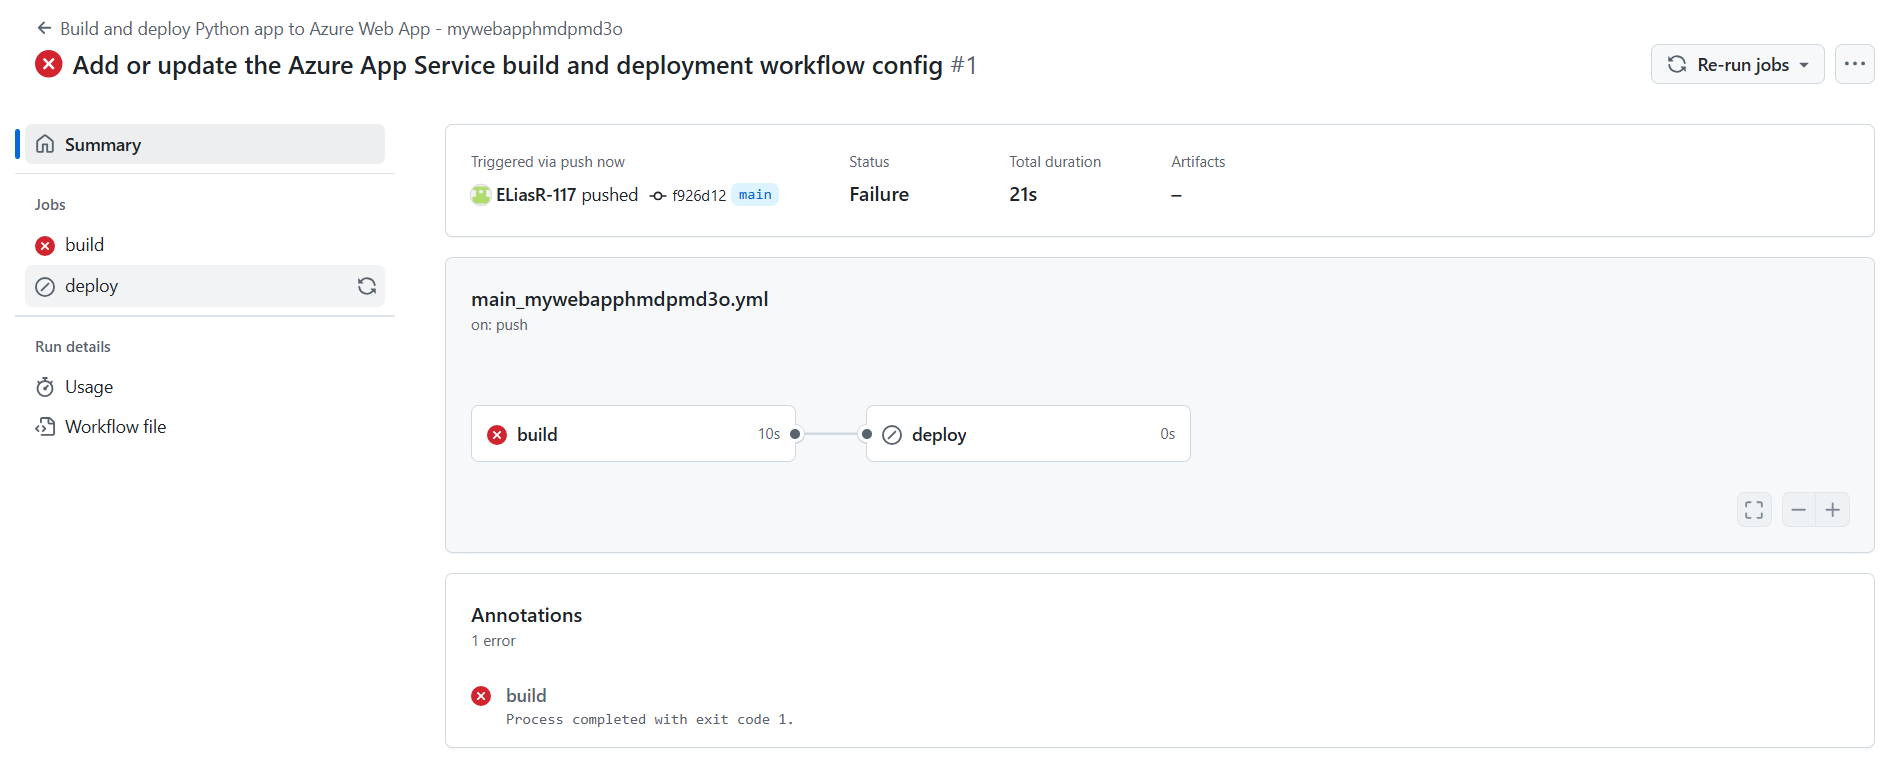 Build and deploy Python app to Azure Web App - mywebapphmdpmd3o
Add or update the Azure App Service build and deployment workflow config #1
Re-run jobs
Summary
Jobs
build
deploy
Run details
Usage
Workflow file
Triggered via push now
ELiasR-117 pushed f926d12 main
Status
Failure
Total duration
21s
Artifacts
–
main_mywebapphmdpmd3o.yml
on: push
build 10s
deploy 0s
Annotations
1 error
build
Process completed with exit code 1.